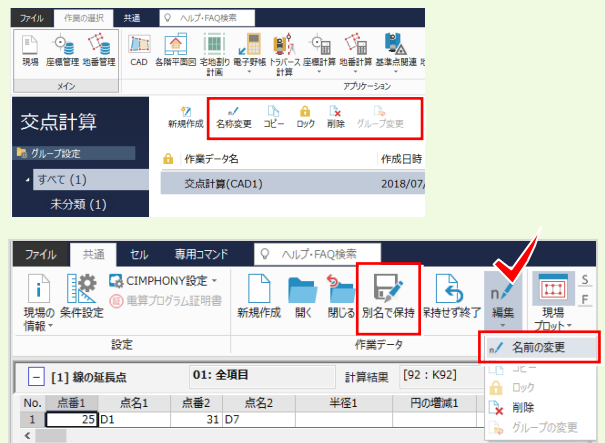 ファイル 作業の選択 共通 ヘルプ・FAQ検索
現場 座標管理 地番管理 CAD 各階平面図 宅地割り計画 電子野帳 トラバース計算 座標計算 地番計算 基準点関連
メイン アプリケーション
交点計算
新規作成 名称変更 コピー ロック 削除 グループ変更
グループ設定
作業データ名 作成日時
すべて (1)
交点計算(CAD1) 2018/07/
未分類 (1)
ファイル 共通 セル 専用コマンド ヘルプ・FAQ検索
現場の情報 条件設定 CIMPHONY設定
電算プログラム証明書
新規作成 開く 閉じる 別名で保持 保持せず終了 編集 現場プロット
S
F
設定 作業データ
名前の変更
コピー
ロック
削除
グループの変更
[1] 線の延長点 01: 全項目 計算結果 [92 : K92]
No. 点番1 点名1 点番2 点名2 半径1 円の増減1
1 25 D1 31 D7